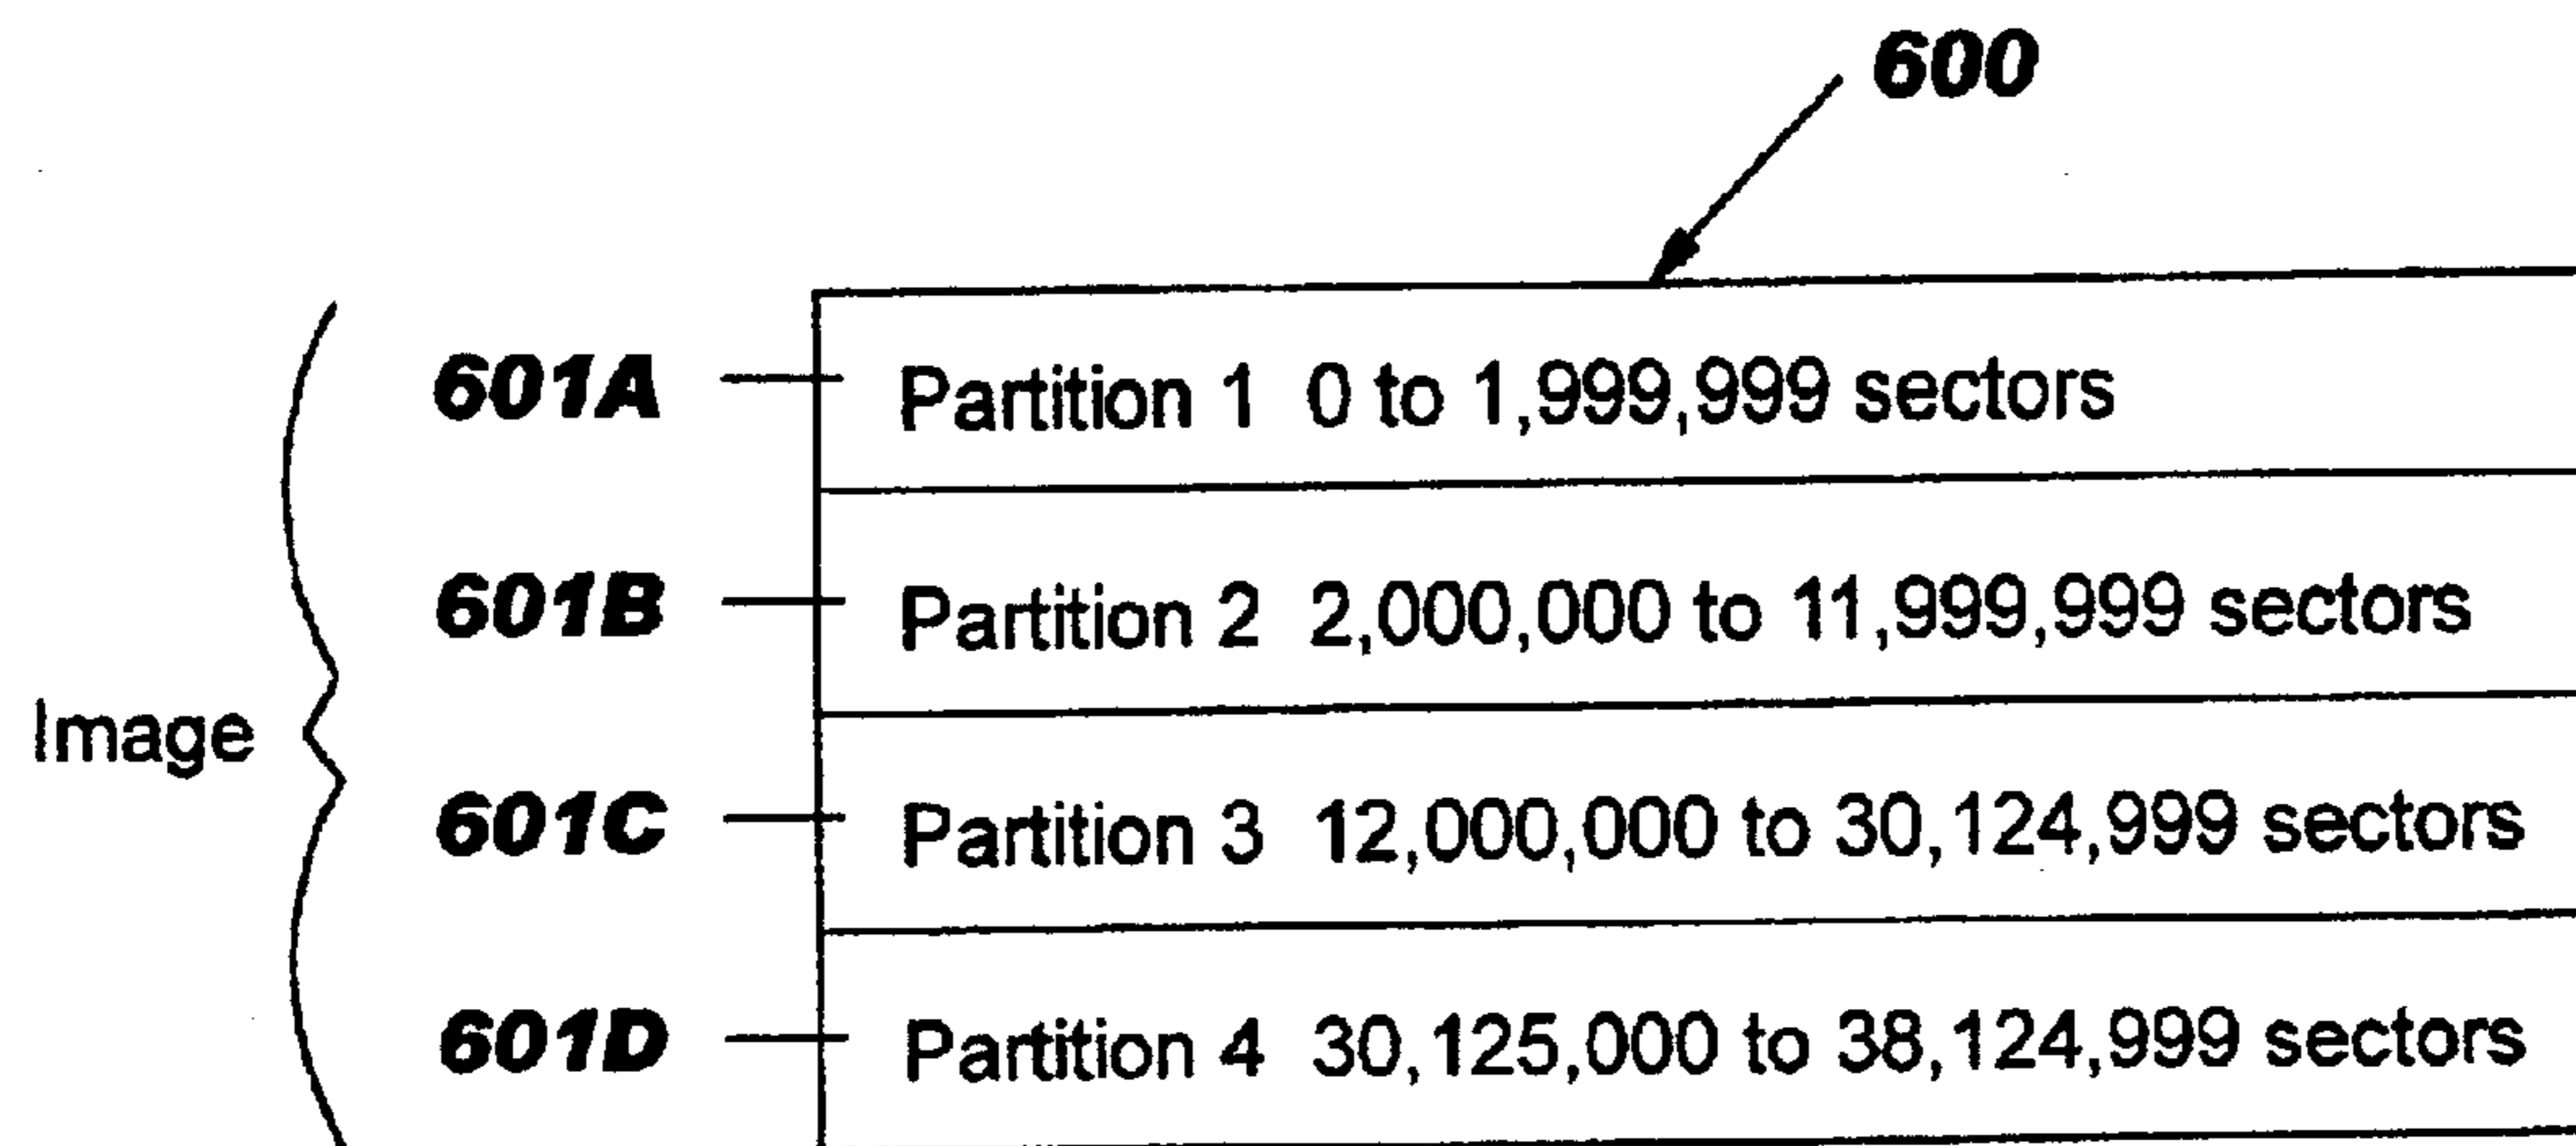 600
601A Partition 1 0 to 1,999,999 sectors
601B Partition 2 2,000,000 to 11,999,999 sectors
Image
601C Partition 3 12,000,000 to 30,124,999 sectors
601D Partition 4 30,125,000 to 38,124,999 sectors